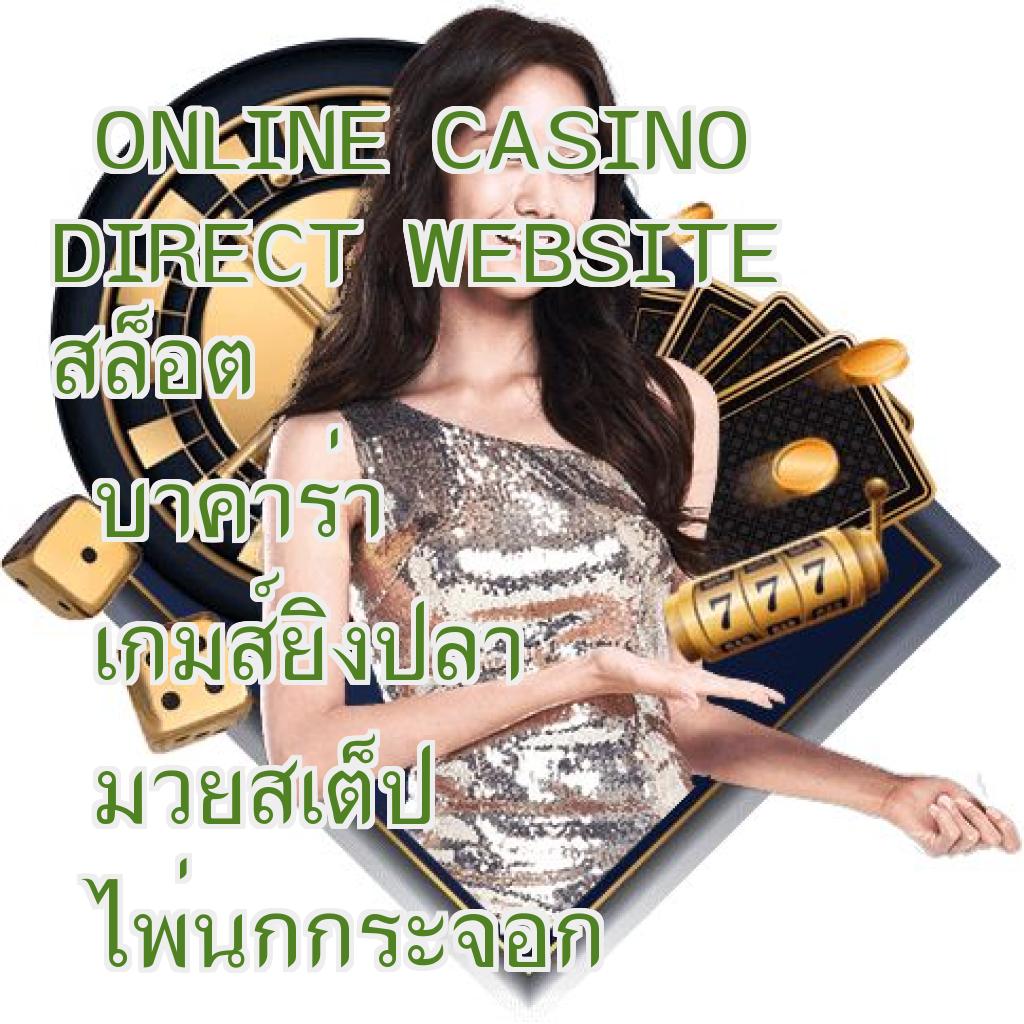 ONLINE CASINO
DIRECT WEBSITE
สล็อต
บาคาร่า
เกมส์ยิงปลา
มวยสเต็ป
ไพ่นกกระจอก
777